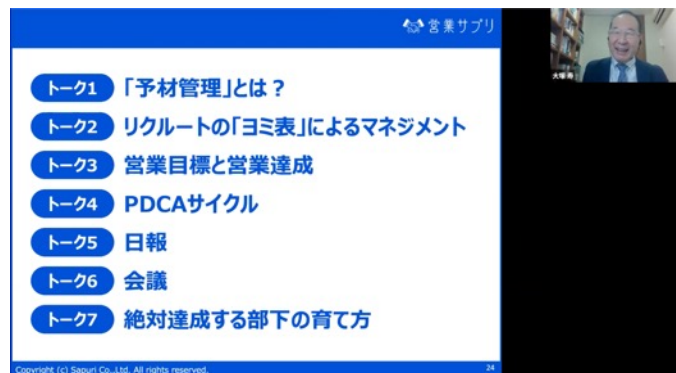 営業サプリ
トーク1 「予材管理」とは？
トーク2 リクルートの「ヨミ表」によるマネジメント
トーク3 営業目標と営業達成
トーク4 PDCAサイクル
トーク5 日報
トーク6 会議
トーク7 絶対達成する部下の育て方
Copyright (c) Sapuri Co.,Ltd. All rights reserved.
24
大塚 寿